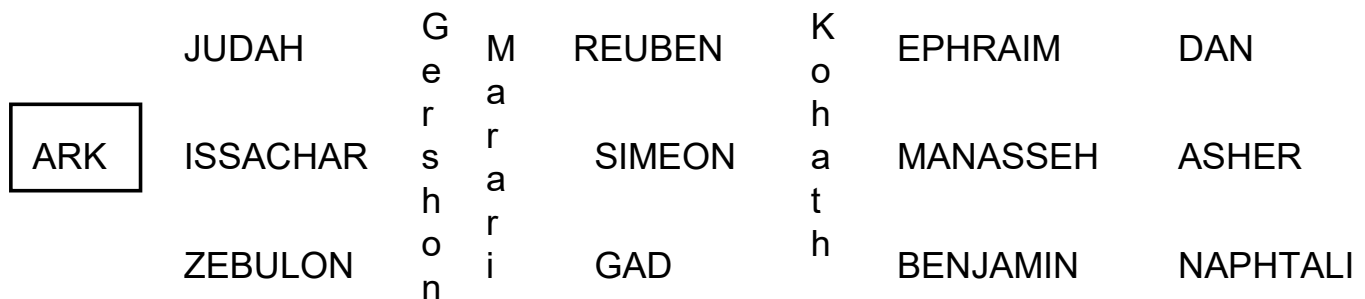 JUDAH
Gershon
Marari
REUBEN
Kohath
EPHRAIM
DAN
ARK
ISSACHAR
SIMEON
MANASSEH
ASHER
ZEBULON
GAD
BENJAMIN
NAPHTALI